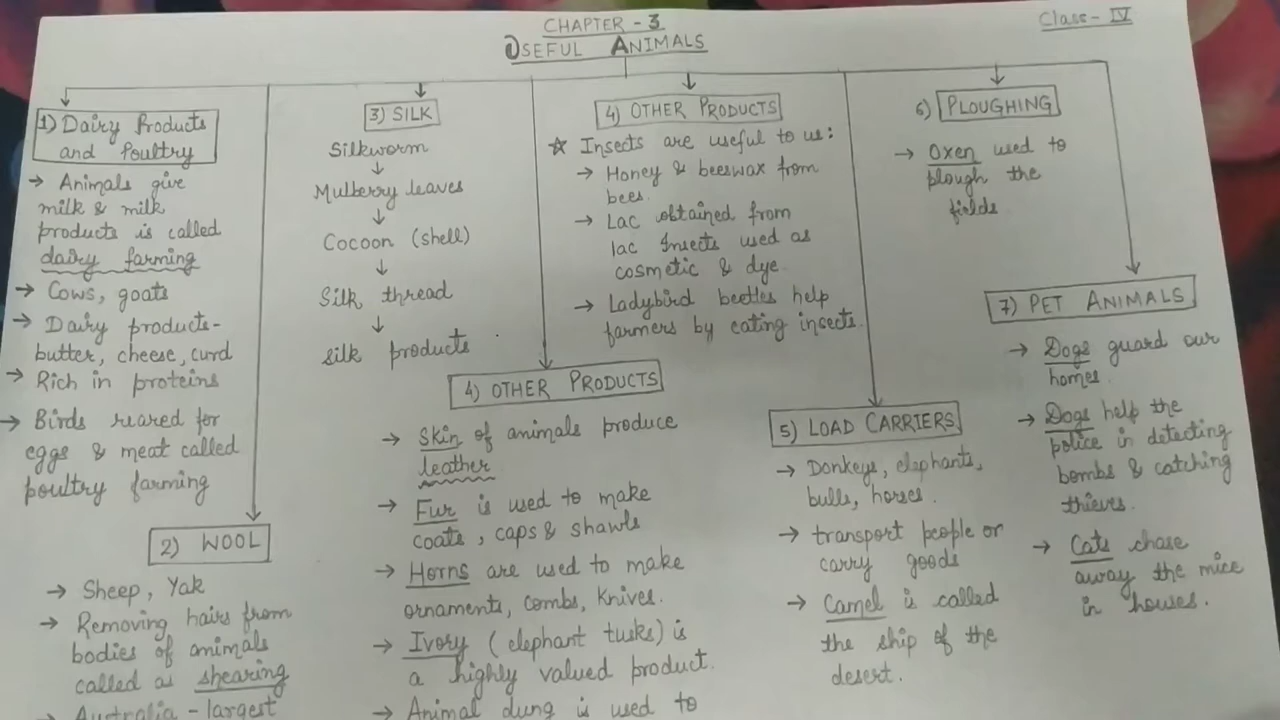 CHAPTER - 3
USEFUL ANIMALS
Class - IV
1) Dairy Products
and Poultry
→ Animals give
milk & milk
products is called
dairy farming
→ Cows, goats
→ Dairy products-
butter, cheese, curd
→ Rich in proteins
→ Birds reared for
eggs & meat called
poultry farming
2) WOOL
→ Sheep, Yak
→ Removing hairs from
bodies of animals
called as shearing
→ Australia - largest
3) SILK
Silkworm
↓
Mulberry leaves
↓
Cocoon (shell)
↓
Silk thread
↓
silk products
4) OTHER PRODUCTS
☆ Insects are useful to us:
→ Honey & beeswax from
bees.
→ Lac obtained from
lac Insects used as
cosmetic & dye.
→ Ladybird beetles help
farmers by eating insects.
4) OTHER PRODUCTS
→ Skin of animals produce
leather
→ Fur is used to make
coats, caps & shawls
→ Horns are used to make
ornaments, combs, knives.
→ Ivory (elephant tusks) is
a highly valued product.
→ Animal dung is used to
5) LOAD CARRIERS
→ Donkeys, elephants,
bulls, horses.
→ transport people or
carry goods
→ Camel is called
the ship of the
desert.
6) PLOUGHING
→ Oxen used to
plough the
fields
7) PET ANIMALS
→ Dogs guard our
homes.
→ Dogs help the
police in detecting
bombs & catching
thieves.
→ Cats chase
away the mice
in houses.